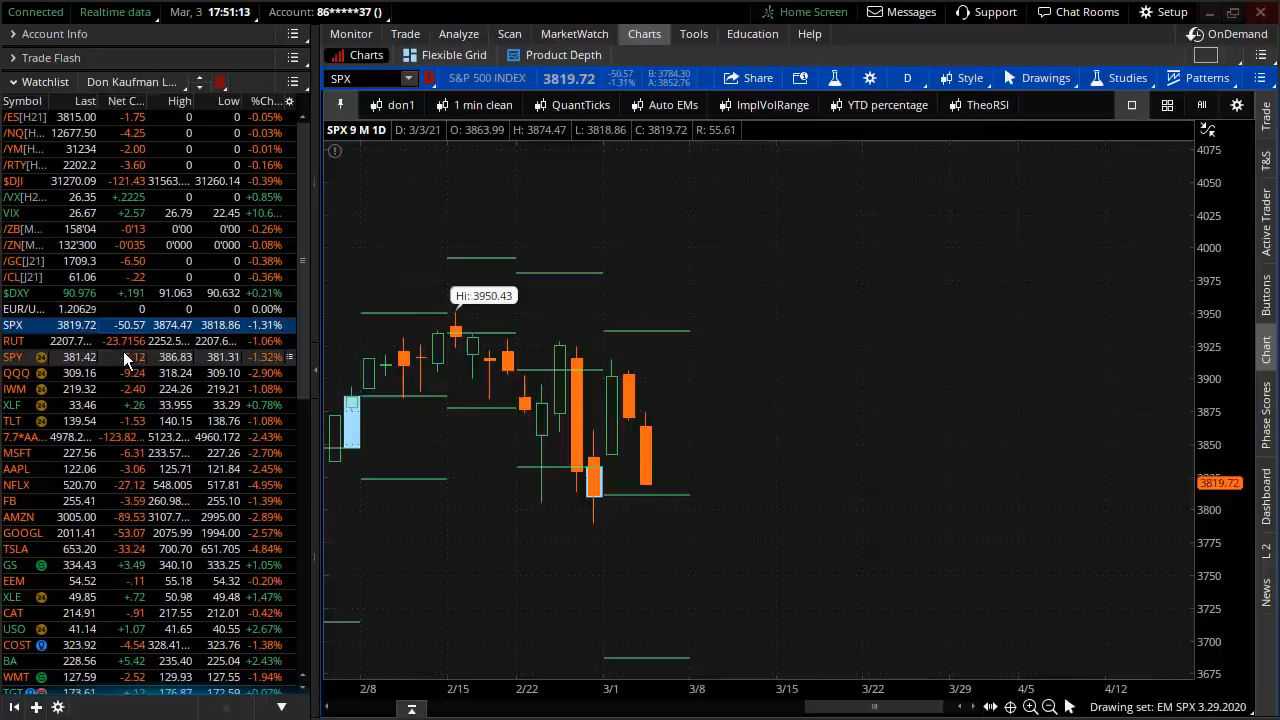 Connected Realtime data Mar, 3 17:51:13 Account: 86*****37 () Home Screen Messages Support Chat Rooms Setup
Account Info
Trade Flash
Watchlist Don Kaufman L...
Symbol Last Net C... High Low %Ch...
/ES[H21] 3815.00 -1.75 0 0 -0.05%
/NQ[H... 12677.50 -4.25 0 0 -0.03%
/YM[H... 31234 -2.00 0 0 -0.01%
/RTY[H... 2202.2 -3.60 0 0 -0.16%
$DJI 31270.09 -121.43 31563.... 31260.14 -0.39%
/VX[H2... 26.35 +.2225 0 0 +0.85%
VIX 26.67 +2.57 26.79 22.45 +10.6...
/ZB[M... 158'04 -0'13 0'00 0'00 -0.26%
/ZN[M... 132'300 -0'035 0'000 0'000 -0.08%
/GC[J21] 1709.3 -6.50 0 0 -0.38%
/CL[J21] 61.06 -.22 0 0 -0.36%
$DXY 90.976 +.191 91.063 90.632 +0.21%
EUR/U... 1.20629 0 0 0 0.00%
SPX 3819.72 -50.57 3874.47 3818.86 -1.31%
RUT 2207.7... -23.7156 2252.5... 2207.6... -1.06%
SPY 381.42 12 386.83 381.31 -1.32%
QQQ 309.16 -9.24 318.24 309.10 -2.90%
IWM 219.32 -2.40 224.26 219.21 -1.08%
XLF 33.46 +.26 33.955 33.29 +0.78%
TLT 139.54 -1.53 140.15 138.76 -1.08%
7.7*AA... 4978.2... -123.82... 5123.2... 4960.172 -2.43%
MSFT 227.56 -6.31 233.57... 227.26 -2.70%
AAPL 122.06 -3.06 125.71 121.84 -2.45%
NFLX 520.70 -27.12 548.005 517.81 -4.95%
FB 255.41 -3.59 260.98... 255.10 -1.39%
AMZN 3005.00 -89.53 3107.7... 2995.00 -2.89%
GOOGL 2011.41 -53.07 2075.99 1994.00 -2.57%
TSLA 653.20 -33.24 700.70 651.705 -4.84%
GS 334.43 +3.49 340.10 333.25 +1.05%
EEM 54.52 -.11 55.18 54.32 -0.20%
XLE 49.85 +.72 50.98 49.48 +1.47%
CAT 214.91 -.91 217.55 212.01 -0.42%
USO 41.14 +1.07 41.65 40.55 +2.67%
COST 323.92 -4.54 328.41... 323.76 -1.38%
BA 228.56 +5.42 235.40 225.04 +2.43%
WMT 127.59 -2.52 129.93 127.55 -1.94%
TGT 173.61 +.12 176.87 172.59 +0.07%
Monitor Trade Analyze Scan MarketWatch Charts Tools Education Help OnDemand
Charts Flexible Grid Product Depth
SPX S&P 500 INDEX 3819.72 -50.57 -1.31% B: 3784.30 A: 3852.76 Share D Style Drawings Studies Patterns
don1 1 min clean QuantTicks Auto EMs ImplVolRange YTD percentage TheoRSI
SPX 9 M 1D D: 3/3/21 O: 3863.99 H: 3874.47 L: 3818.86 C: 3819.72 R: 55.61
Hi: 3950.43
4075
4050
4025
4000
3975
3950
3925
3900
3875
3850
3819.72
3800
3775
3750
3725
3700
3675
2/8 2/15 2/22 3/1 3/8 3/15 3/22 3/29 4/5 4/12
Drawing set: EM SPX 3.29.2020
Trade
T&S
Active Trader
Buttons
Chart
Phase Scores
Dashboard
L 2
News